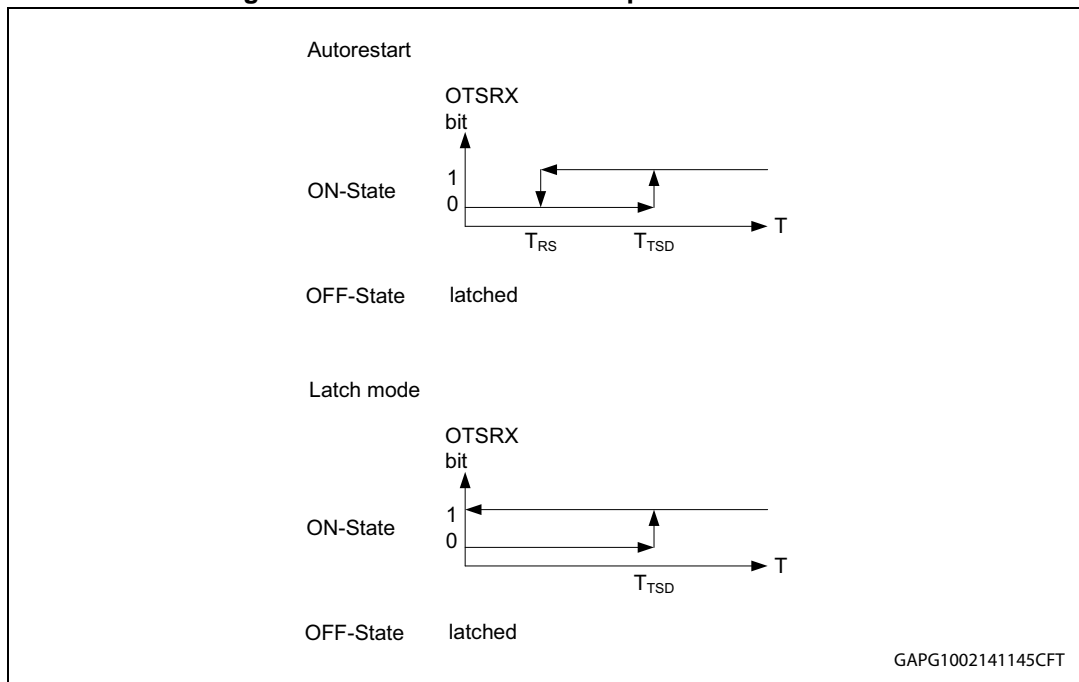 Autorestart
OTSRX
bit
ON-State
1
0
T
TRS
TTSD
OFF-State latched
Latch mode
OTSRX
bit
ON-State
1
0
T
TTSD
OFF-State latched
GAPG1002141145CFT